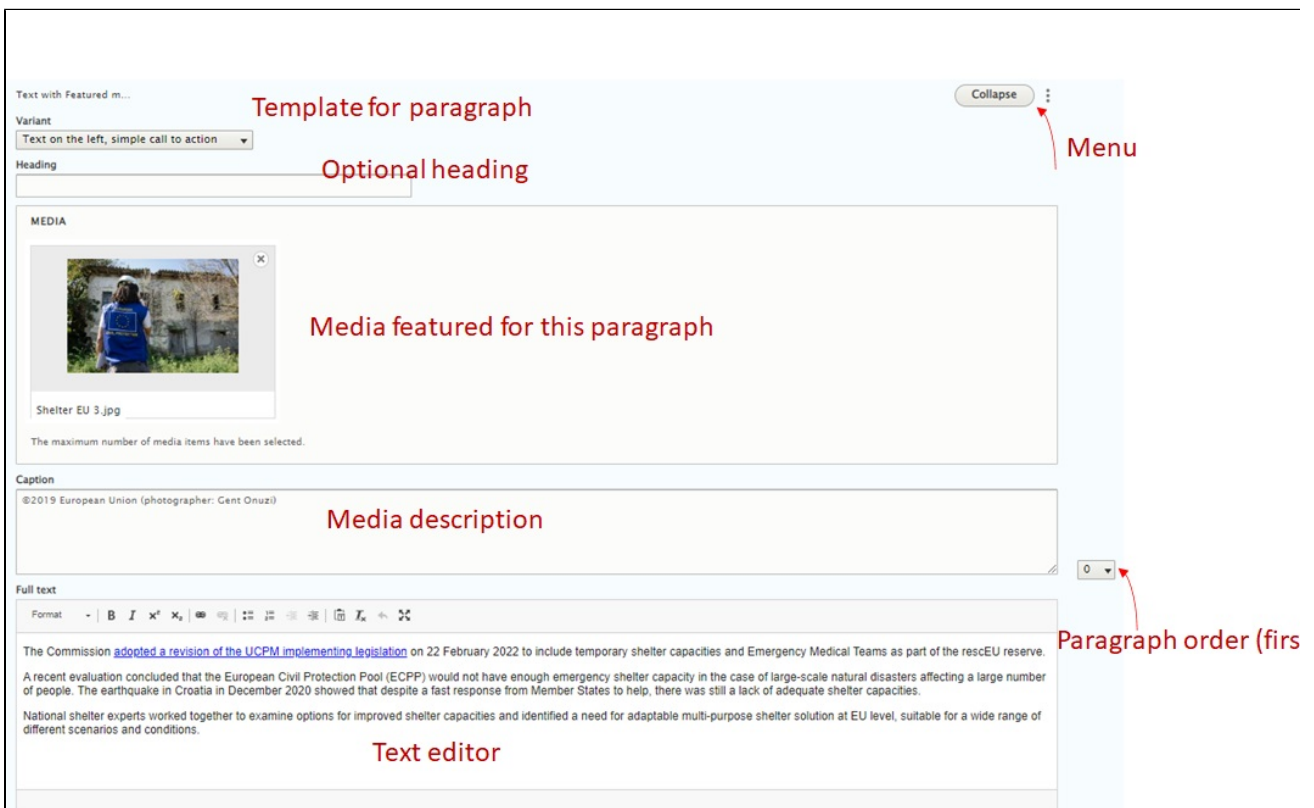 Text with Featured m...
Collapse
Template for paragraph
Variant
Text on the left, simple call to action
Menu
Heading
Optional heading
MEDIA
Media featured for this paragraph
Shelter EU 3.jpg
The maximum number of media items have been selected.
Caption
©2019 European Union (photographer: Gent Onuzi)
Media description
0
Full text
Format B I x² x₂ Tx
Paragraph order (firs
The Commission adopted a revision of the UCPM implementing legislation on 22 February 2022 to include temporary shelter capacities and Emergency Medical Teams as part of the rescEU reserve.
A recent evaluation concluded that the European Civil Protection Pool (ECPP) would not have enough emergency shelter capacity in the case of large-scale natural disasters affecting a large number
of people. The earthquake in Croatia in December 2020 showed that despite a fast response from Member States to help, there was still a lack of adequate shelter capacities.
National shelter experts worked together to examine options for improved shelter capacities and identified a need for adaptable multi-purpose shelter solution at EU level, suitable for a wide range of
different scenarios and conditions.
Text editor